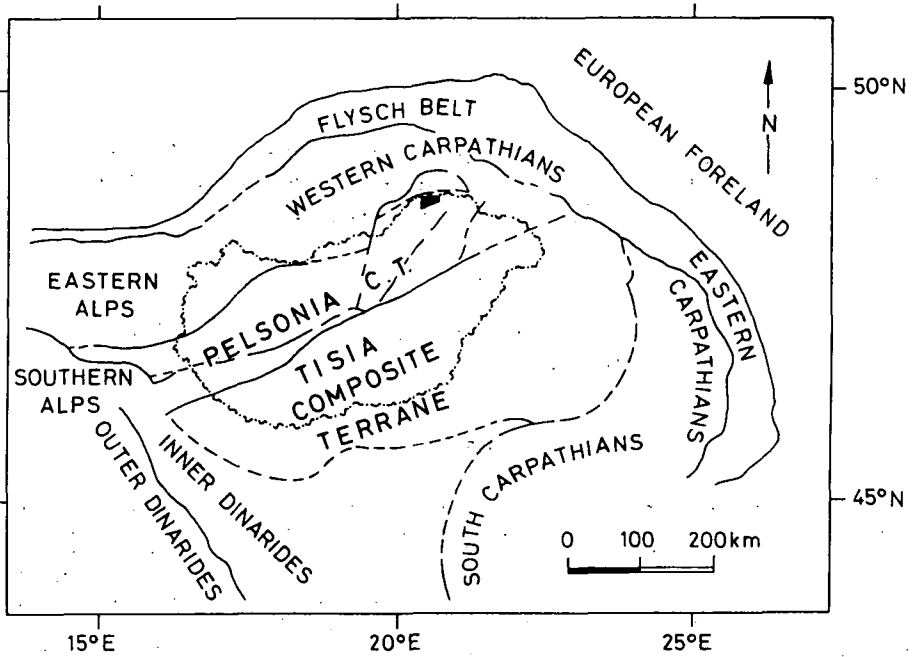 EUROPEAN FORELAND
50°N
N
FLYSCH BELT
WESTERN CARPATHIANS
EASTERN
CARPATHIANS
EASTERN
ALPS
PELSONIA C.T.
TISIA
COMPOSITE
TERRANE
SOUTHERN
ALPS
OUTER DINARIDES
INNER DINARIDES
SOUTH CARPATHIANS
45°N
0 100 200km
15°E 20°E 25°E